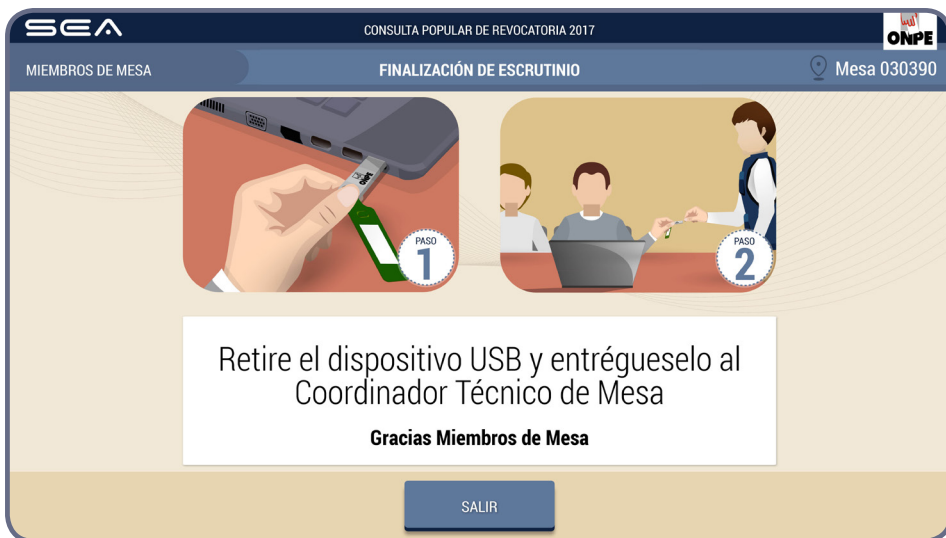 SEA
CONSULTA POPULAR DE REVOCATORIA 2017
ONPE
MIEMBROS DE MESA
FINALIZACIÓN DE ESCRUTINIO
Mesa 030390
ONPE
PASO
1
PASO
2
Retire el dispositivo USB y entrégueselo al
Coordinador Técnico de Mesa
Gracias Miembros de Mesa
SALIR